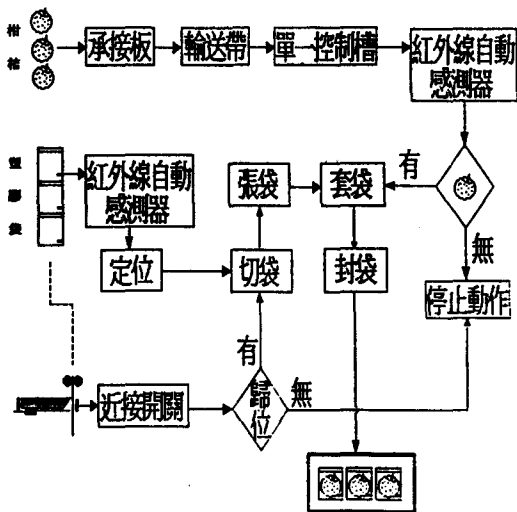 柑
桔
承接板
輸送帶
單一控制槽
紅外線自動
感測器
塑
膠
袋
紅外線自動
感測器
張袋
套袋
有
無
定位
切袋
封袋
停止動作
有
近接開關
歸
位
無